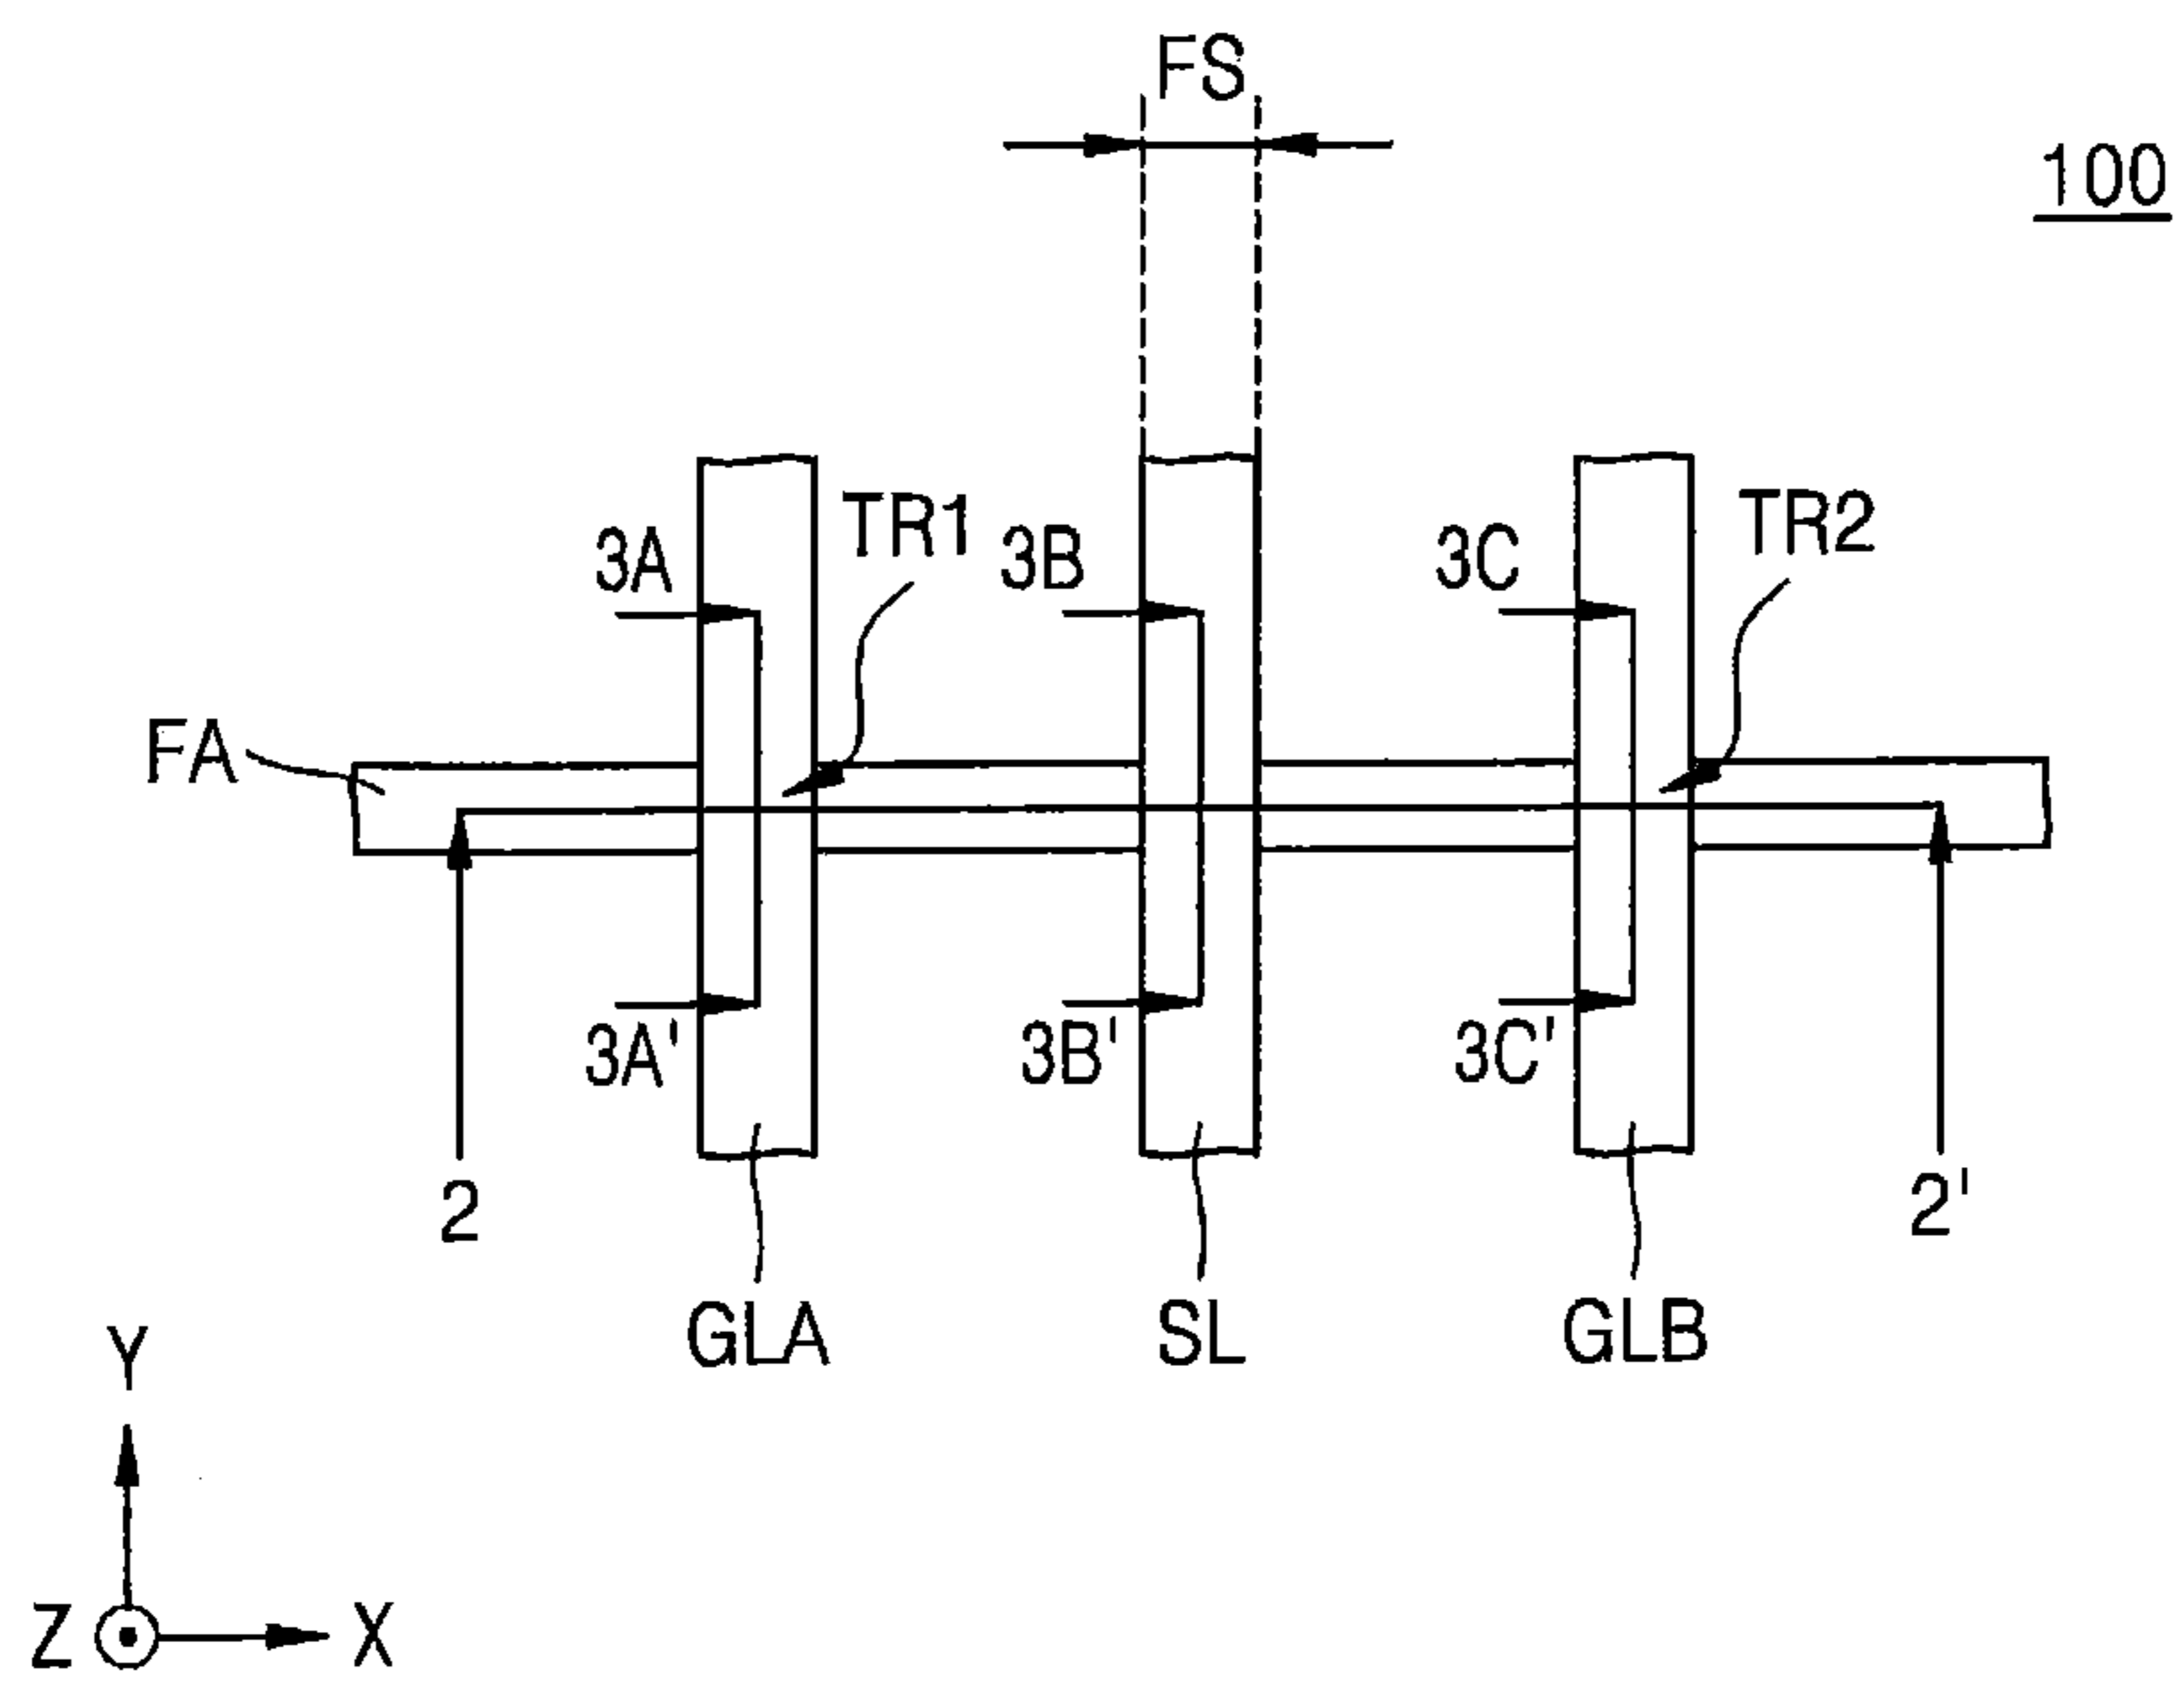 FS
100
TR1
TR2
3A
3B
3C
FA
3A'
3B'
3C'
2
2'
GLA
SL
GLB
Y
Z
X